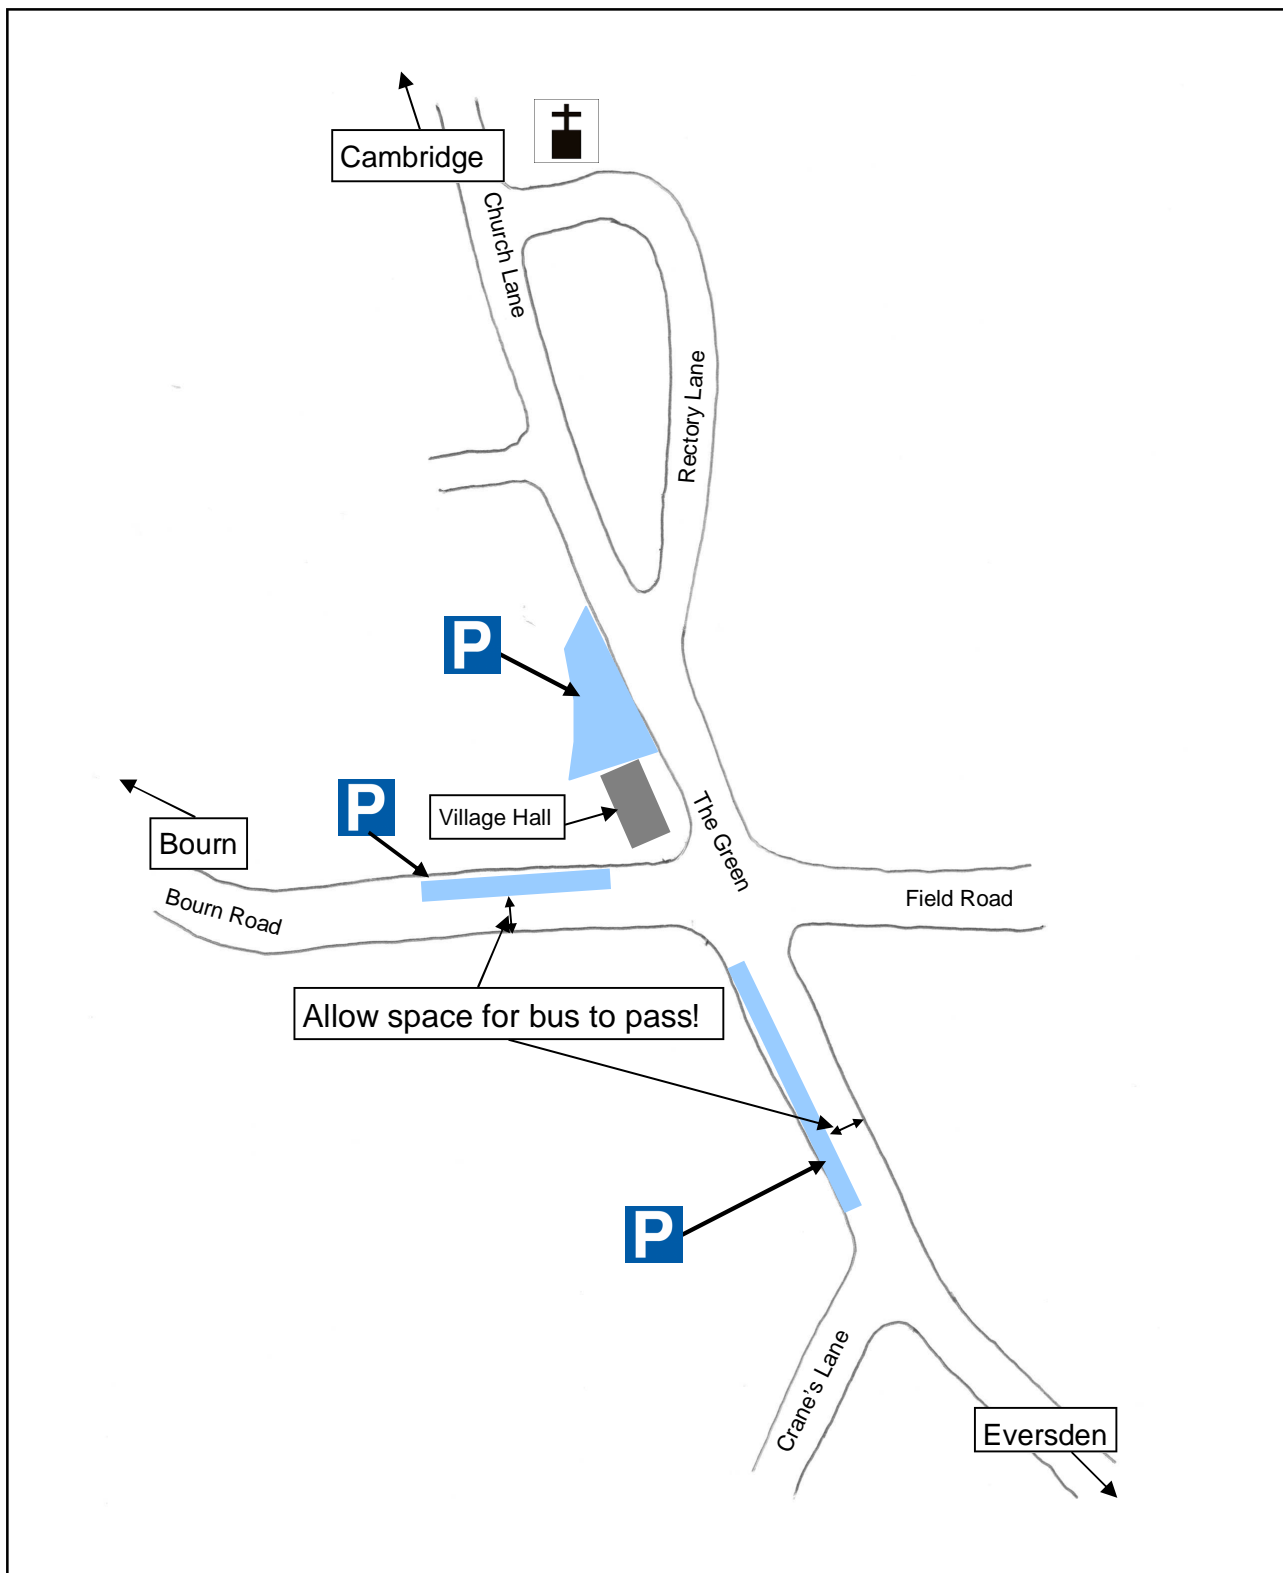 Cambridge
Church Lane
Rectory Lane
P
P
Village Hall
The Green
Bourn
Bourn Road
Field Road
Allow space for bus to pass!
P
Crane’s Lane
Eversden